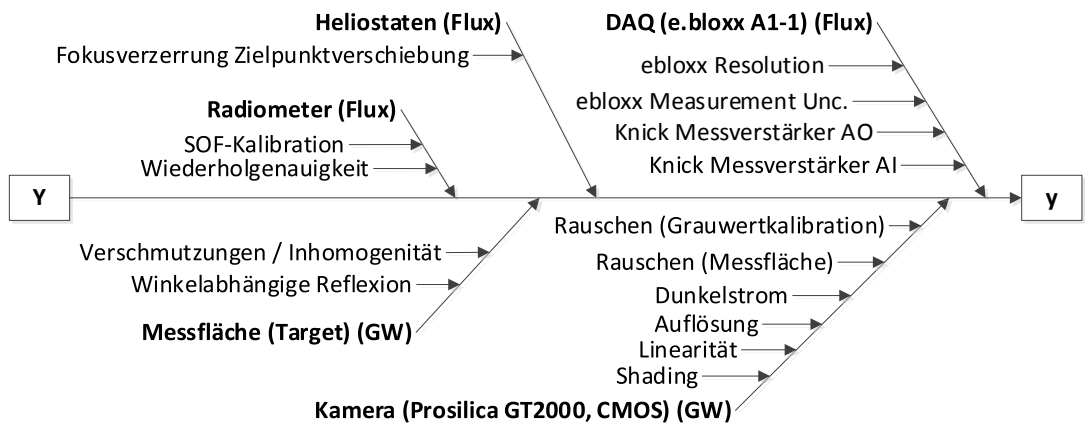 Heliostaten (Flux)
Fokusverzerrung Zielpunktverschiebung
Radiometer (Flux)
SOF-Kalibration
Wiederholgenauigkeit
DAQ (e.bloxx A1-1) (Flux)
ebloxx Resolution
ebloxx Measurement Unc.
Knick Messverstärker AO
Knick Messverstärker AI
Y
y
Verschmutzungen / Inhomogenität
Winkelabhängige Reflexion
Messfläche (Target) (GW)
Rauschen (Grauwertkalibration)
Rauschen (Messfläche)
Dunkelstrom
Auflösung
Linearität
Shading
Kamera (Prosilica GT2000, CMOS) (GW)